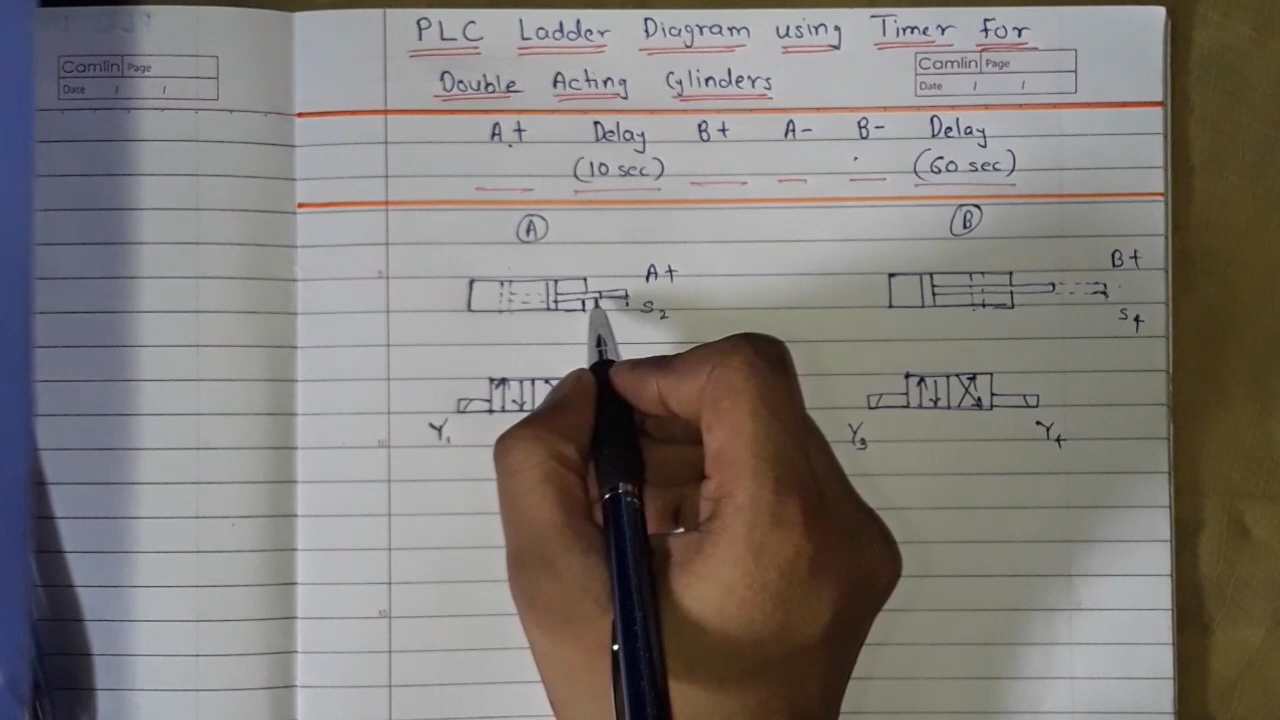 PLC Ladder Diagram using Timer for
Camlin Page
Date / /
Double Acting Cylinders
Camlin Page
Date / /
A+ Delay B+ A- B- Delay
(10 sec) (60 sec)
A B
A+ B+
S2 S4
Y1 Y3 Y4